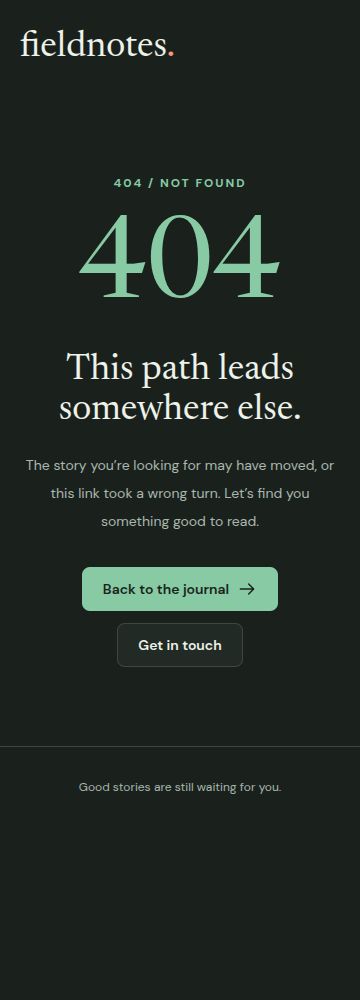 fieldnotes.
404 / NOT FOUND
404
This path leads
somewhere else.
The story you’re looking for may have moved, or
this link took a wrong turn. Let’s find you
something good to read.
Back to the journal
Get in touch
Good stories are still waiting for you.